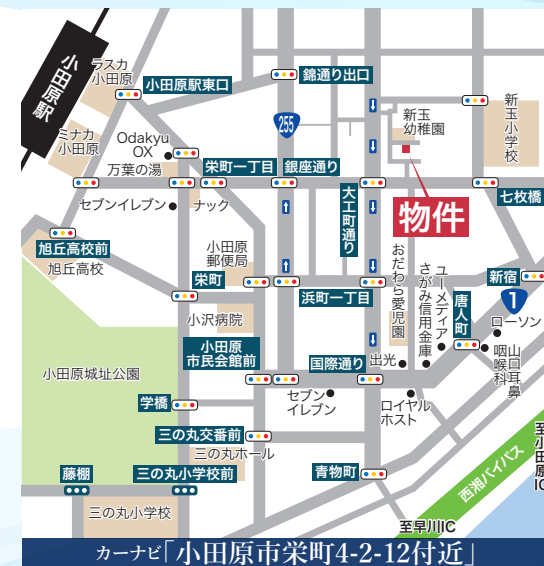 小田原駅
ラスカ
小田原
小田原駅東口
錦通り出口
255
新玉
幼稚園
新玉小学校
ミナカ
小田原
Odakyu
OX
万葉の湯
栄町一丁目
銀座通り
大工町通り
七枚橋
セブンイレブン
ナック
物件
旭丘高校前
旭丘高校
小田原
郵便局
栄町
浜町一丁目
おだわら愛児園
さがみ信用金庫
ユーメディア
唐人町
新宿
1
ローソン
山口耳鼻
咽喉科
小沢病院
小田原
市民会館前
国際通り
出光
小田原城址公園
セブン
イレブン
ロイヤル
ホスト
学橋
三の丸交番前
三の丸ホール
藤棚
三の丸小学校前
青物町
西湘バイパス
至小田原IC
三の丸小学校
至早川IC
カーナビ「小田原市栄町4-2-12付近」